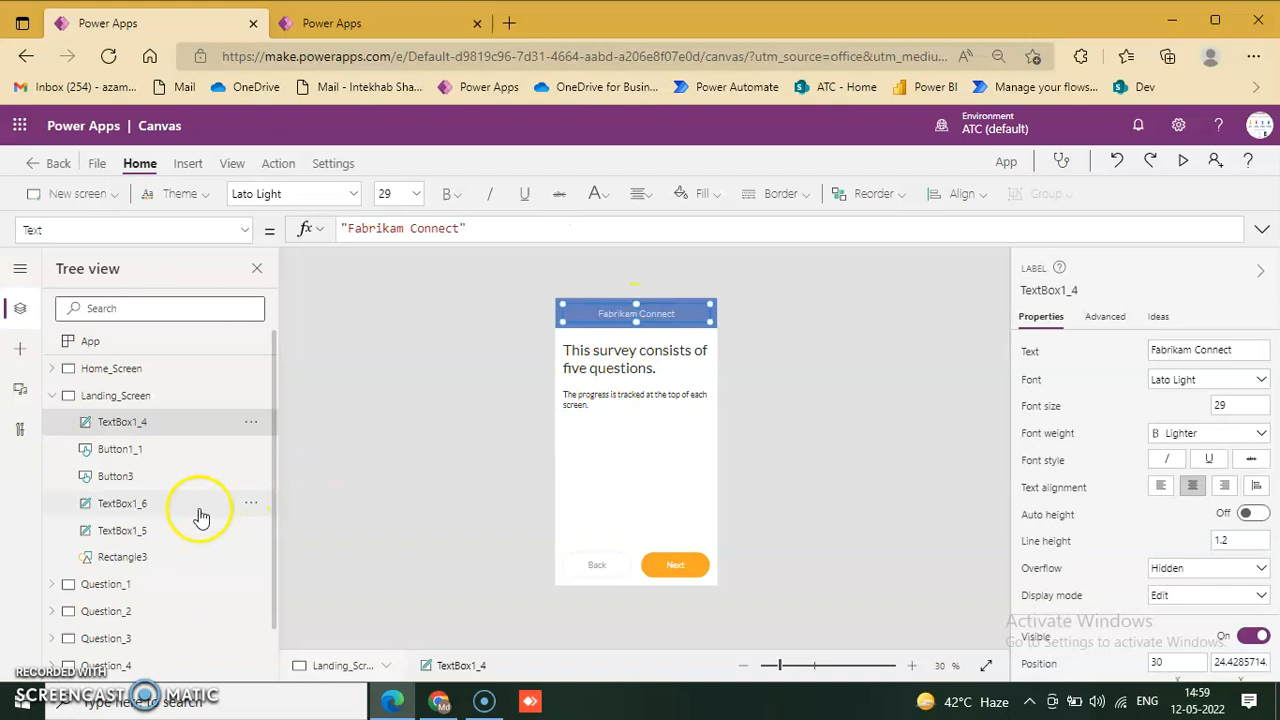 Power Apps
Power Apps
https://make.powerapps.com/e/Default-d9819c96-7d31-4664-aabd-a206e8f07e0d/canvas/?utm_source=office&utm_mediu...
Inbox (254) - azam...
Mail
OneDrive
Mail - Intekhab Sha...
Power Apps
OneDrive for Busin...
Power Automate
ATC - Home
Power BI
Manage your flows...
Dev
Power Apps | Canvas
Environment
ATC (default)
Back
File
Home
Insert
View
Action
Settings
App
New screen
Theme
Lato Light
29
B
Fill
Border
Reorder
Align
Group
Text
=
fx
"Fabrikam Connect"
Tree view
Search
App
Home_Screen
Landing_Screen
TextBox1_4
Button1_1
Button3
TextBox1_6
TextBox1_5
Rectangle3
Question_1
Question_2
Question_3
Question_4
Fabrikam Connect
This survey consists of
five questions.
The progress is tracked at the top of each
screen.
Back
Next
Landing_Scr...
TextBox1_4
30 %
LABEL
TextBox1_4
Properties
Advanced
Ideas
Text
Fabrikam Connect
Font
Lato Light
Font size
29
Font weight
B Lighter
Font style
Text alignment
Auto height
Off
Line height
1.2
Overflow
Hidden
Display mode
Edit
Visible
On
Position
30
24.4285714.
X
Y
Activate Windows
Go to Settings to activate Windows.
RECORDED WITH
SCREENCAST MATIC
Type here to search
42°C Haze
ENG
14:59
12-05-2022